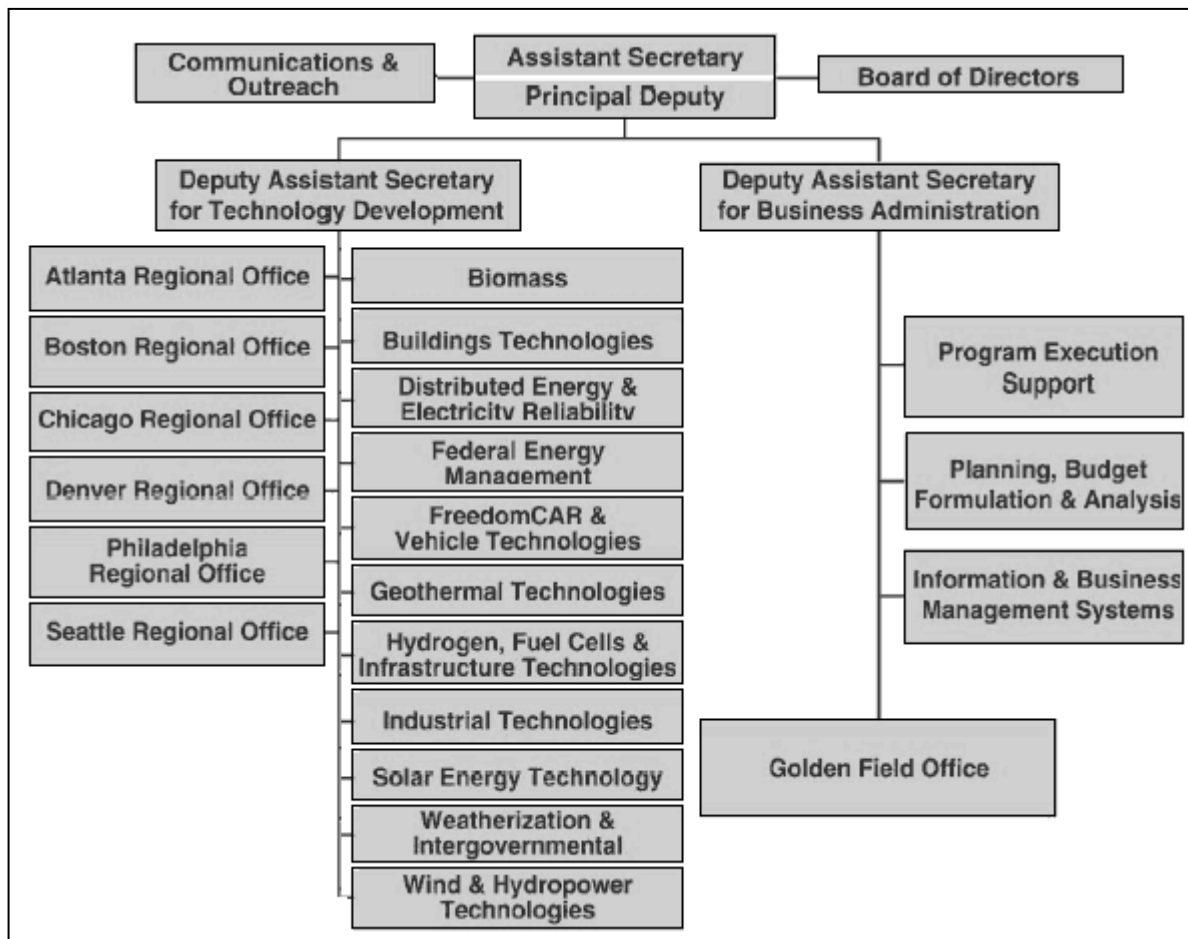 Communications &
Outreach
Assistant Secretary
Principal Deputy
Board of Directors
Deputy Assistant Secretary
for Technology Development
Deputy Assistant Secretary
for Business Administration
Atlanta Regional Office
Boston Regional Office
Chicago Regional Office
Denver Regional Office
Philadelphia
Regional Office
Seattle Regional Office
Biomass
Buildings Technologies
Distributed Energy &
Electricity Reliability
Federal Energy
Management
FreedomCAR &
Vehicle Technologies
Geothermal Technologies
Hydrogen, Fuel Cells &
Infrastructure Technologies
Industrial Technologies
Solar Energy Technology
Weatherization &
Intergovernmental
Wind & Hydropower
Technologies
Program Execution
Support
Planning, Budget
Formulation & Analysis
Information & Business
Management Systems
Golden Field Office